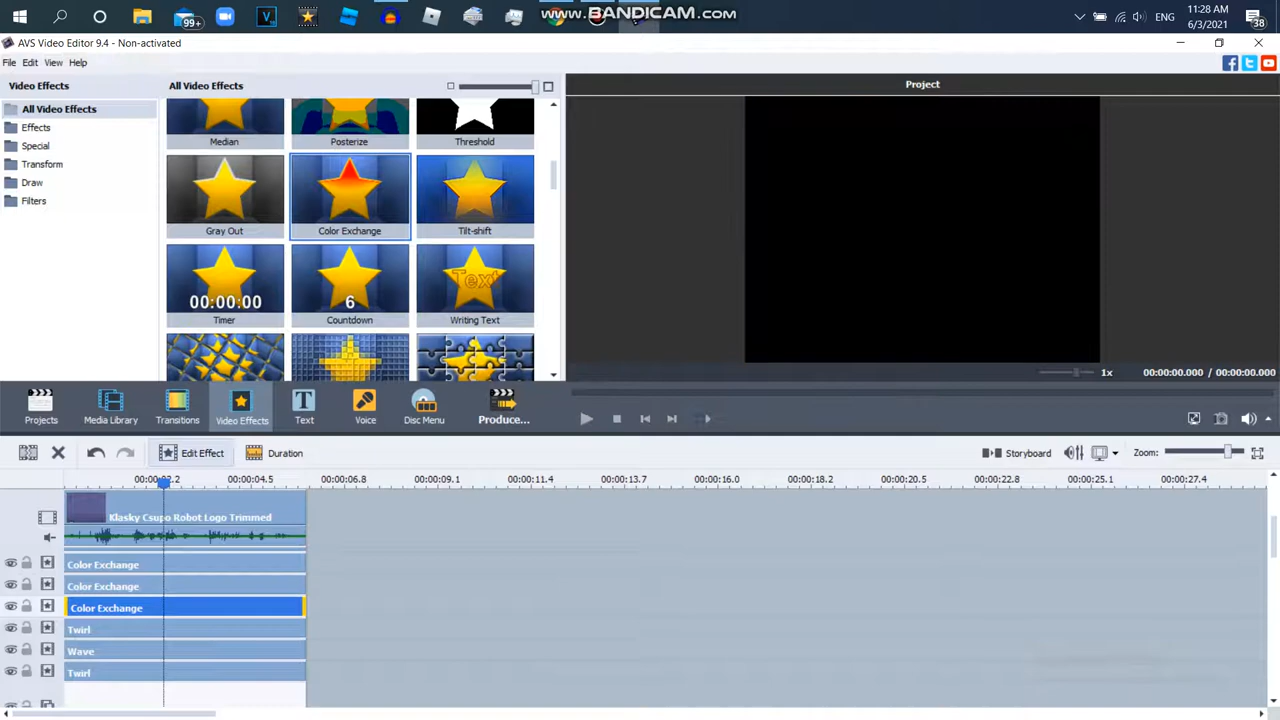 99+
V
www.BANDICAM.com
ENG
11:28 AM
6/3/2021
38
AVS Video Editor 9.4 - Non-activated
File Edit View Help
Video Effects
All Video Effects
Project
All Video Effects
Effects
Special
Transform
Draw
Filters
Median
Posterize
Threshold
Gray Out
Color Exchange
Tilt-shift
00:00:00
6
Text
Timer
Countdown
Writing Text
1x
00:00:00.000 / 00:00:00.000
Projects
Media Library
Transitions
Video Effects
Text
Voice
Disc Menu
Produce...
Edit Effect
Duration
Storyboard
Zoom:
00:00:02.2 00:00:04.5 00:00:06.8 00:00:09.1 00:00:11.4 00:00:13.7 00:00:16.0 00:00:18.2 00:00:20.5 00:00:22.8 00:00:25.1 00:00:27.4
Klasky Csupo Robot Logo Trimmed
Color Exchange
Color Exchange
Color Exchange
Twirl
Wave
Twirl